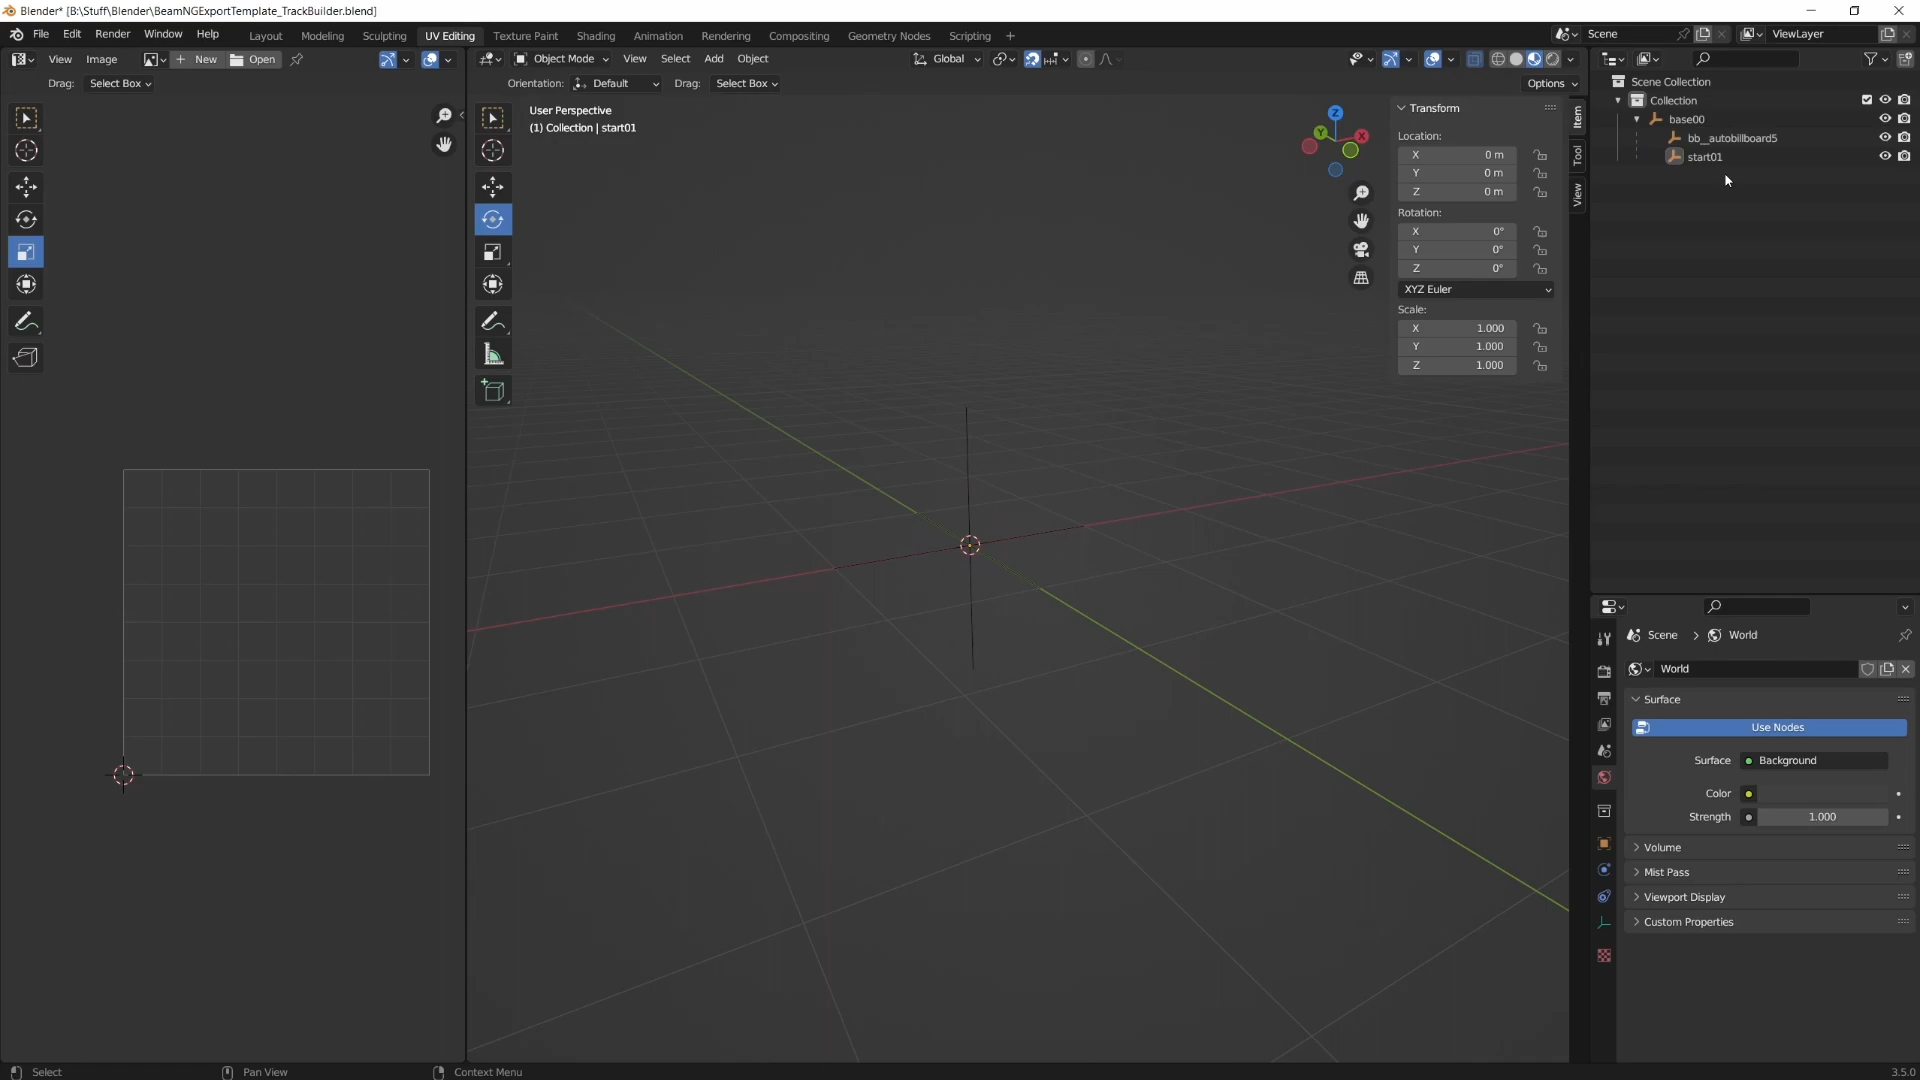 Blender* [B:\Stuff\Blender\BeamNGExportTemplate_TrackBuilder.blend]
File Edit Render Window Help Layout Modeling Sculpting UV Editing Texture Paint Shading Animation Rendering Compositing Geometry Nodes Scripting + Scene ViewLayer
View Image + New Open Object Mode View Select Add Object Global
Drag: Select Box Orientation: Default Drag: Select Box Options
User Perspective
(1) Collection | start01
Transform
Location:
X 0 m
Y 0 m
Z 0 m
Rotation:
X 0°
Y 0°
Z 0°
XYZ Euler
Scale:
X 1.000
Y 1.000
Z 1.000
Item
Tool
View
Z
Y
X
Scene Collection
Collection
base00
bb__autobillboard5
start01
Scene > World
World
Surface
Use Nodes
Surface Background
Color
Strength 1.000
Volume
Mist Pass
Viewport Display
Custom Properties
Select Pan View Context Menu 3.5.0